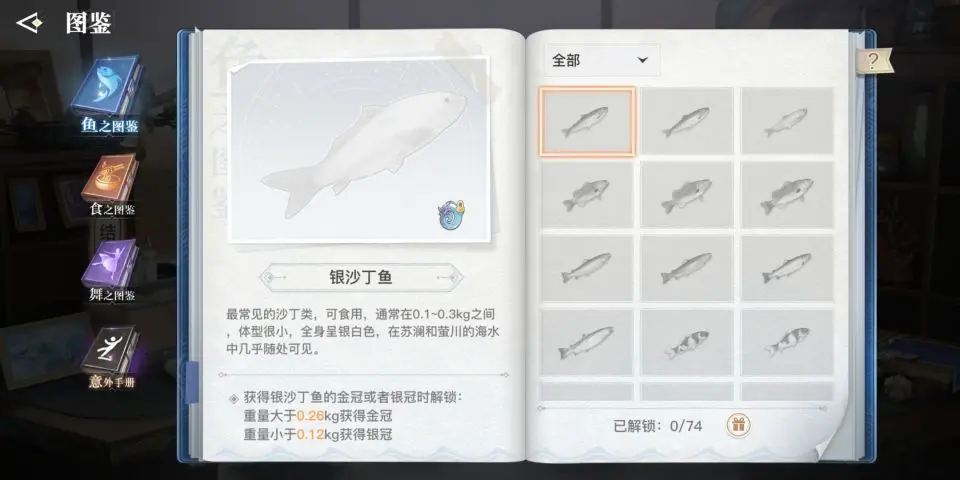 图鉴
鱼之图鉴
食之图鉴
舞之图鉴
意外手册
银沙丁鱼
最常见的沙丁类，可食用，通常在0.1~0.3kg之间
，体型很小，全身呈银白色，在苏澜和萤川的海水
中几乎随处可见。
获得银沙丁鱼的金冠或者银冠时解锁：
重量大于0.26kg获得金冠
重量小于0.12kg获得银冠
全部
?
已解锁：0/74